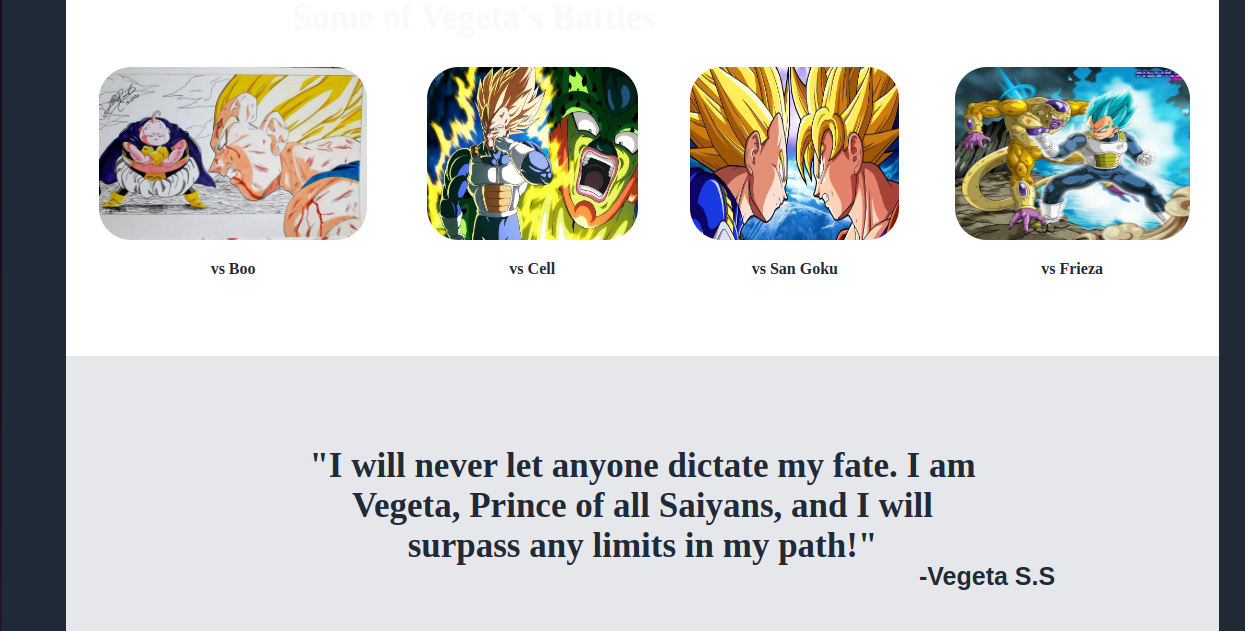 Some of Vegeta's Battles
vs Boo
vs Cell
vs San Goku
vs Frieza
"I will never let anyone dictate my fate. I am
Vegeta, Prince of all Saiyans, and I will
surpass any limits in my path!"
-Vegeta S.S